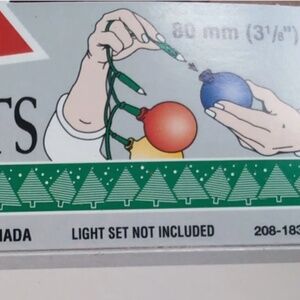 80 mm (3⅛")
TS
NADA LIGHT SET NOT INCLUDED 208-183